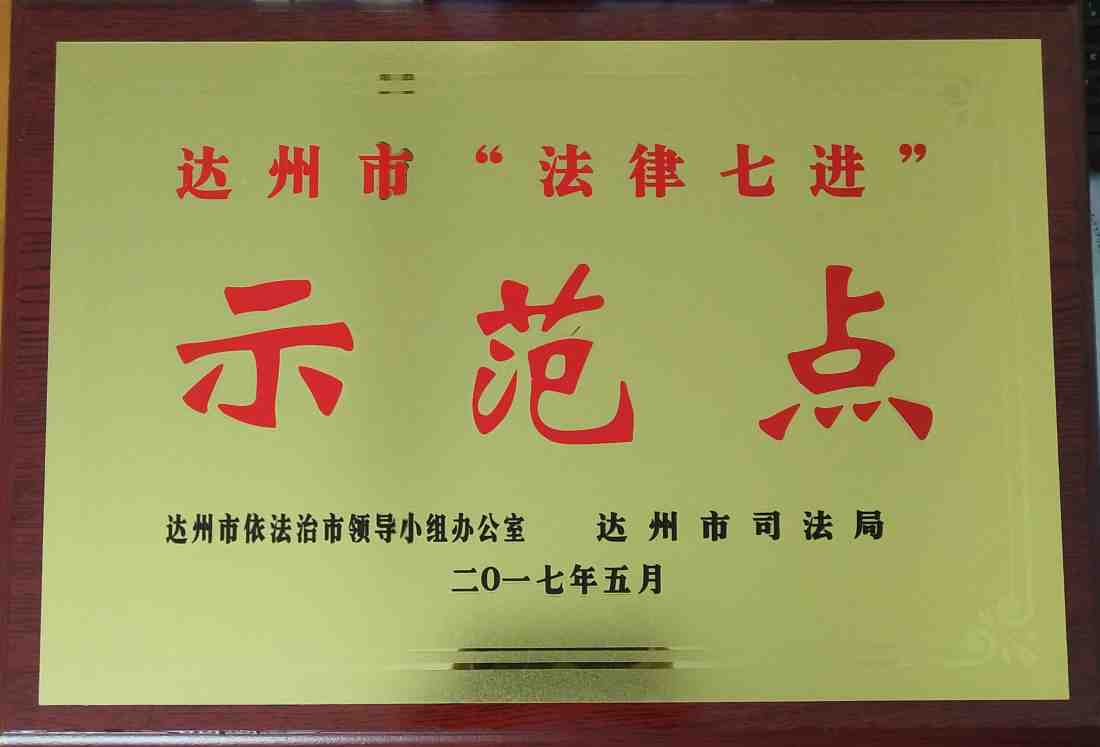 达州市“法律七进”
示范点
达州市依法治市领导小组办公室 达州市司法局
二0一七年五月